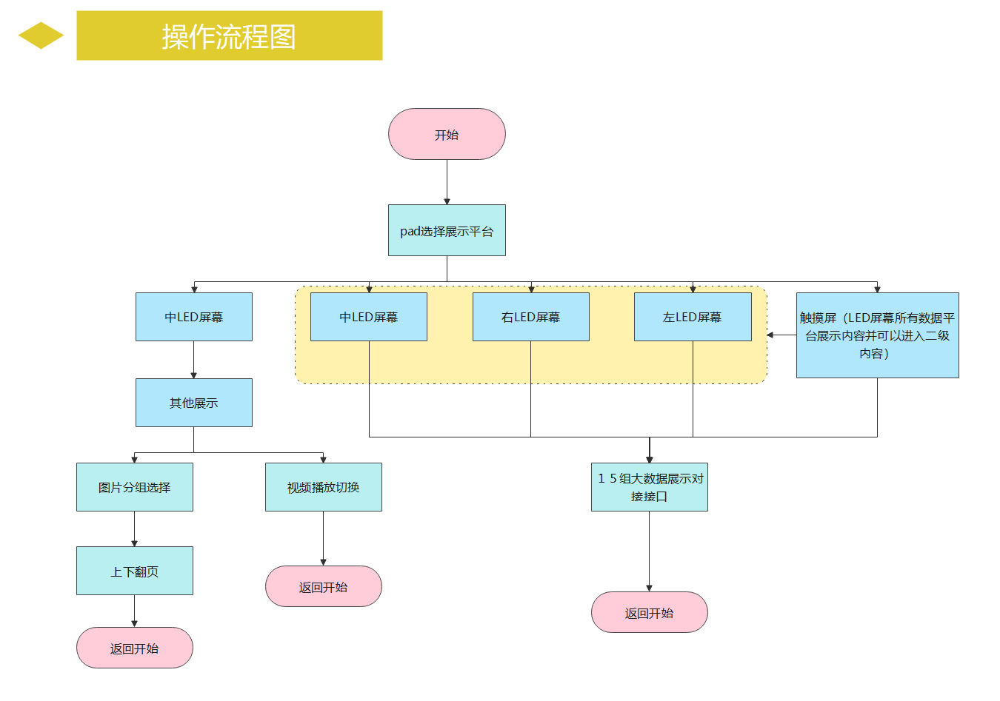 操作流程图
开始
pad选择展示平台
中LED屏幕
中LED屏幕
右LED屏幕
左LED屏幕
触摸屏（LED屏幕所有数据平
台展示内容并可以进入二级
内容）
其他展示
图片分组选择
视频播放切换
１５组大数据展示对
接接口
上下翻页
返回开始
返回开始
返回开始